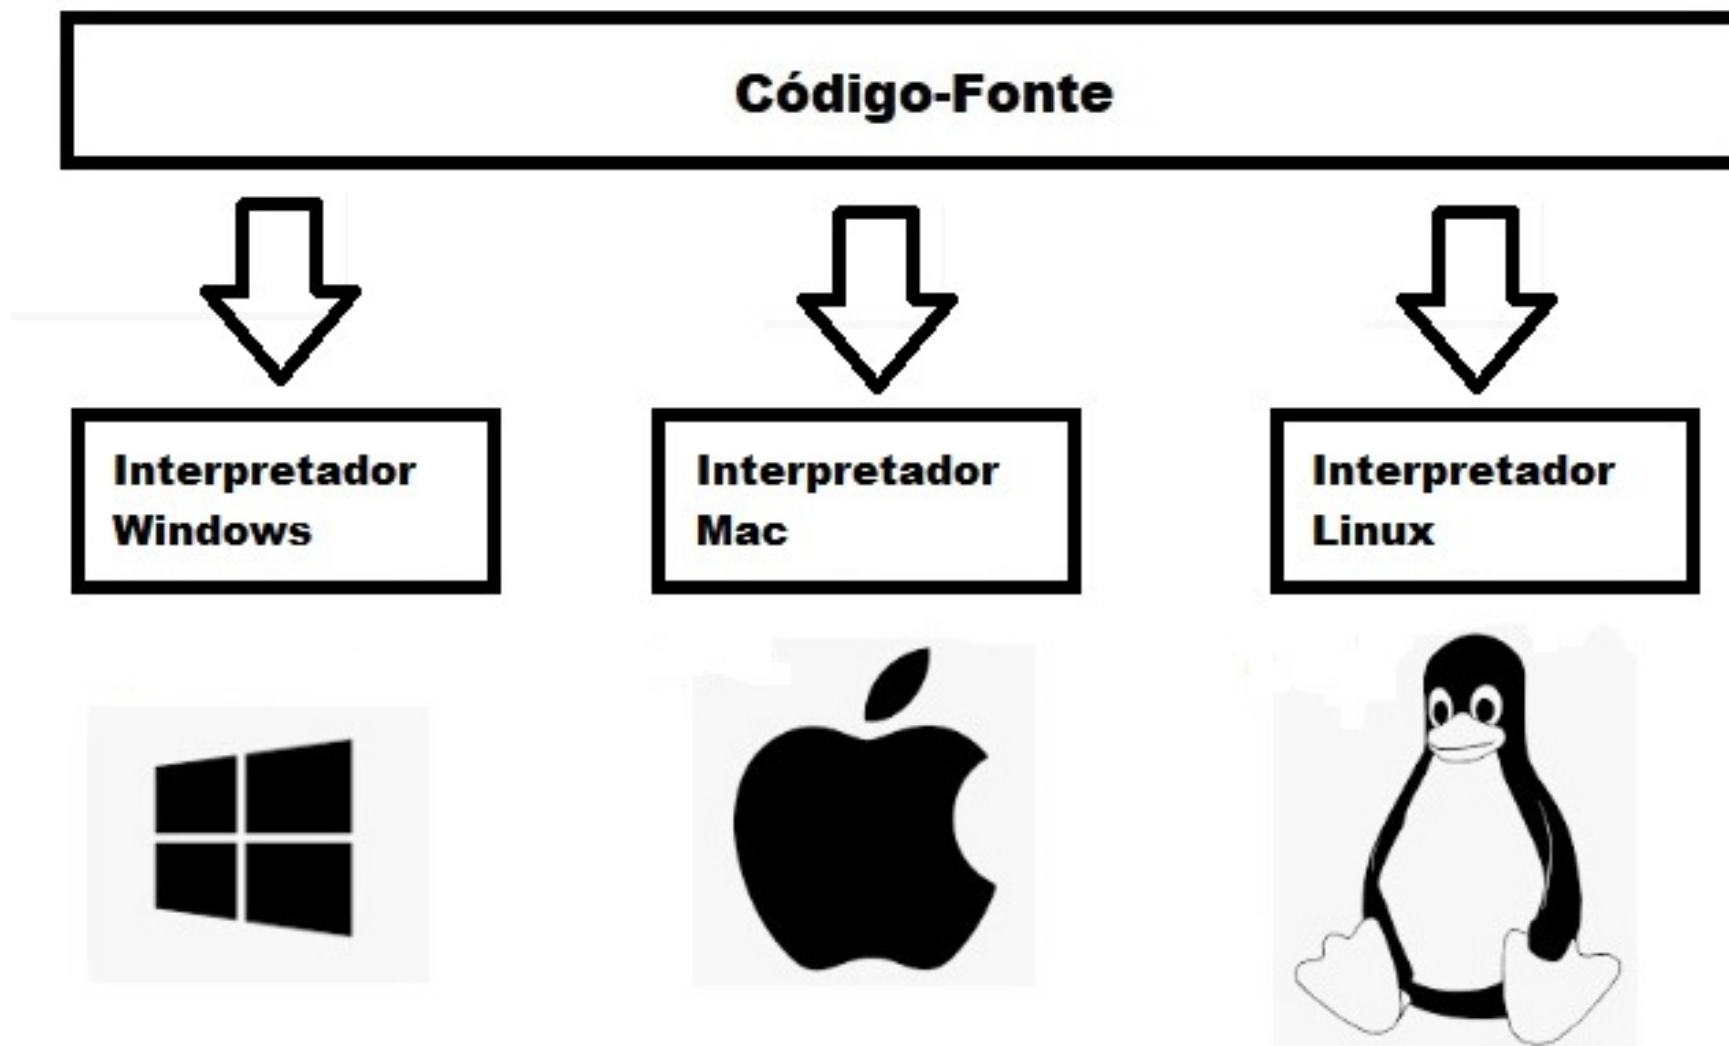 Código-Fonte
Interpretador
Windows
Interpretador
Mac
Interpretador
Linux